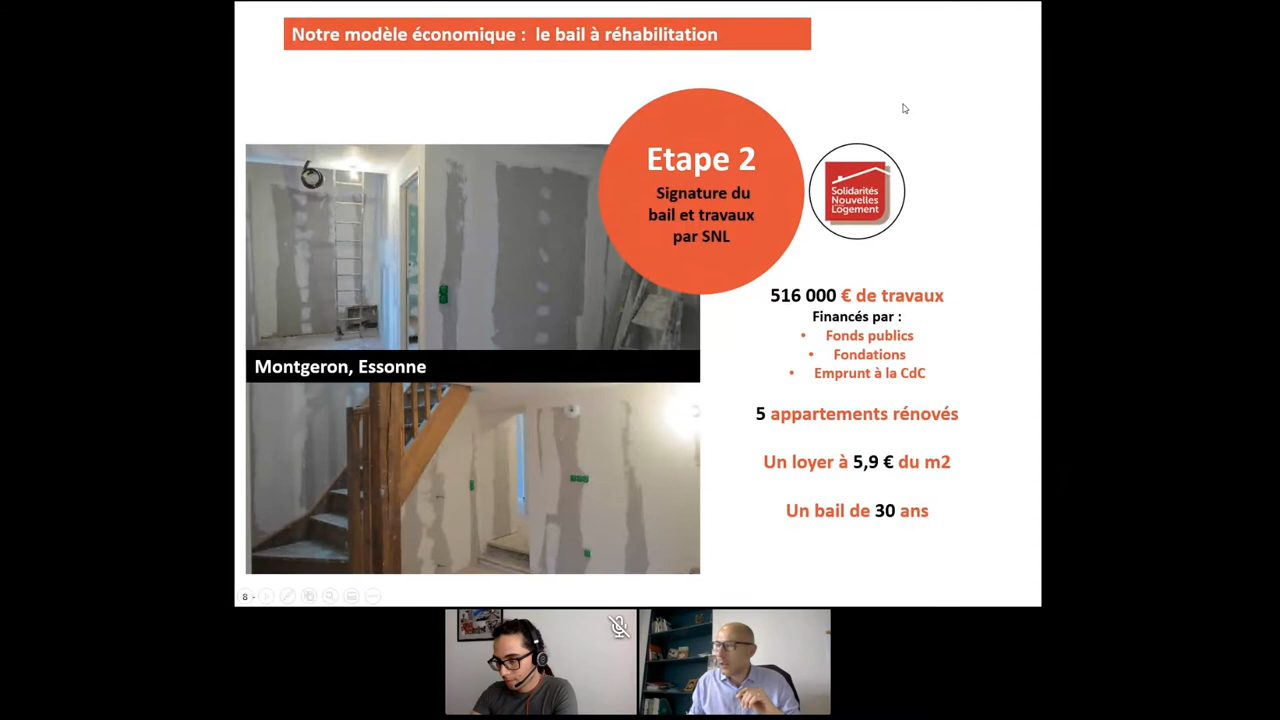 Notre modèle économique : le bail à réhabilitation
Etape 2
Signature du
bail et travaux
par SNL
Solidarités
Nouvelles
Logement
516 000 € de travaux
Financés par :
• Fonds publics
• Fondations
• Emprunt à la CdC
5 appartements rénovés
Un loyer à 5,9 € du m2
Un bail de 30 ans
Montgeron, Essonne
8 -